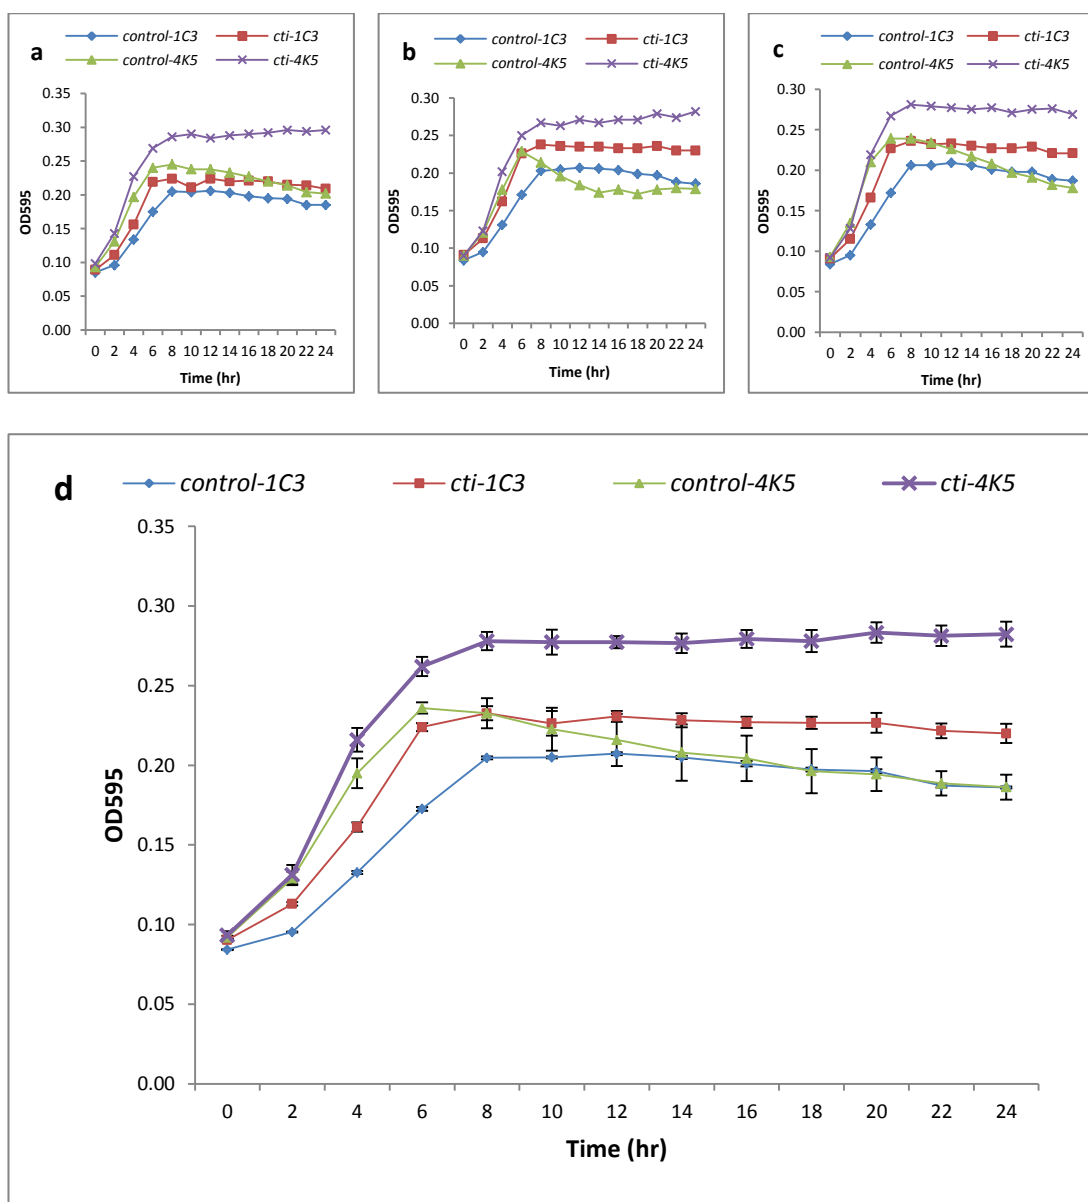 a
control-1C3 cti-1C3
control-4K5 cti-4K5
0.35
0.30
0.25
0.20
0.15
0.10
0.05
0.00
OD595
0 2 4 6 8 10 12 14 16 18 20 22 24
Time (hr)
b
control-1C3 cti-1C3
control-4K5 cti-4K5
0.30
0.25
0.20
0.15
0.10
0.05
0.00
OD595
0 2 4 6 8 10 12 14 16 18 20 22 24
Time (hr)
c
control-1C3 cti-1C3
control-4K5 cti-4K5
0.30
0.25
0.20
0.15
0.10
0.05
0.00
OD595
0 2 4 6 8 10 12 14 16 18 20 22 24
Time (hr)
d control-1C3 cti-1C3 control-4K5 cti-4K5
0.35
0.30
0.25
0.20
0.15
0.10
0.05
0.00
OD595
0 2 4 6 8 10 12 14 16 18 20 22 24
Time (hr)